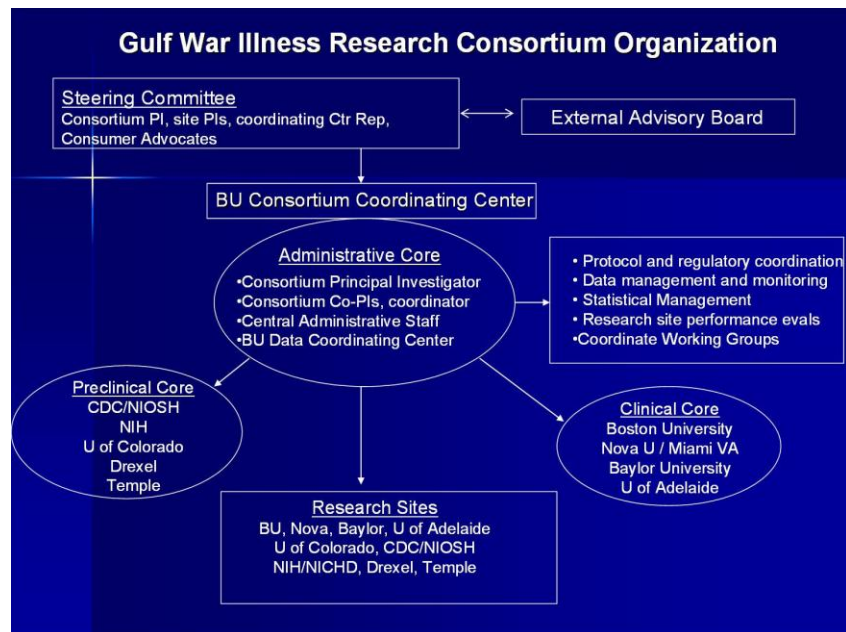 Gulf War Illness Research Consortium Organization
Steering Committee
Consortium PI, site PIs, coordinating Ctr Rep,
Consumer Advocates
External Advisory Board
BU Consortium Coordinating Center
Administrative Core
•Consortium Principal Investigator
•Consortium Co-PIs, coordinator
•Central Administrative Staff
•BU Data Coordinating Center
• Protocol and regulatory coordination
• Data management and monitoring
• Statistical Management
• Research site performance evals
•Coordinate Working Groups
Preclinical Core
CDC/NIOSH
NIH
U of Colorado
Drexel
Temple
Clinical Core
Boston University
Nova U / Miami VA
Baylor University
U of Adelaide
Research Sites
BU, Nova, Baylor, U of Adelaide
U of Colorado, CDC/NIOSH
NIH/NICHD, Drexel, Temple